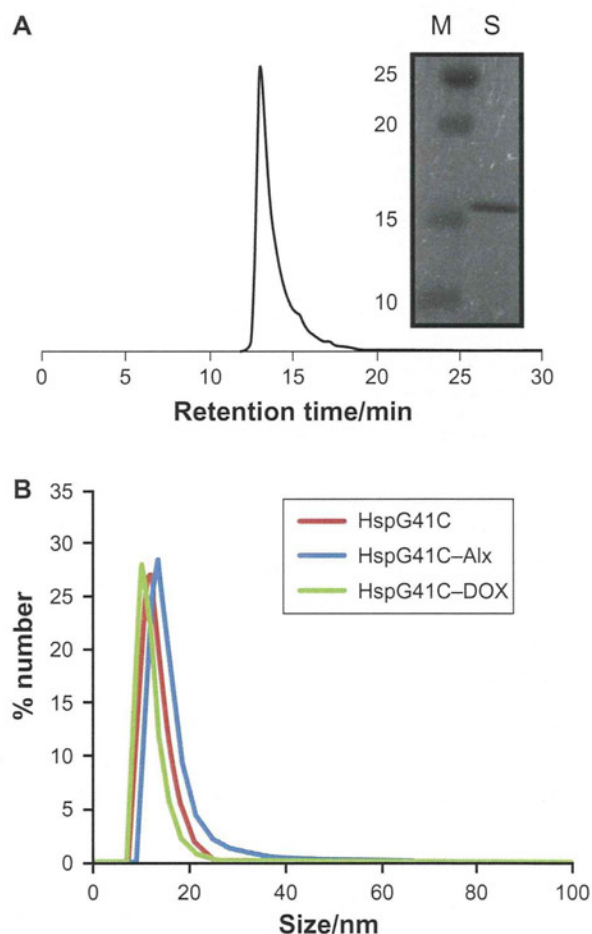 A
M S
25
20
15
10
0 5 10 15 20 25 30
Retention time/min
B
35
30
25
20
15
10
5
0
% number
HspG41C
HspG41C–Alx
HspG41C–DOX
0 20 40 60 80 100
Size/nm